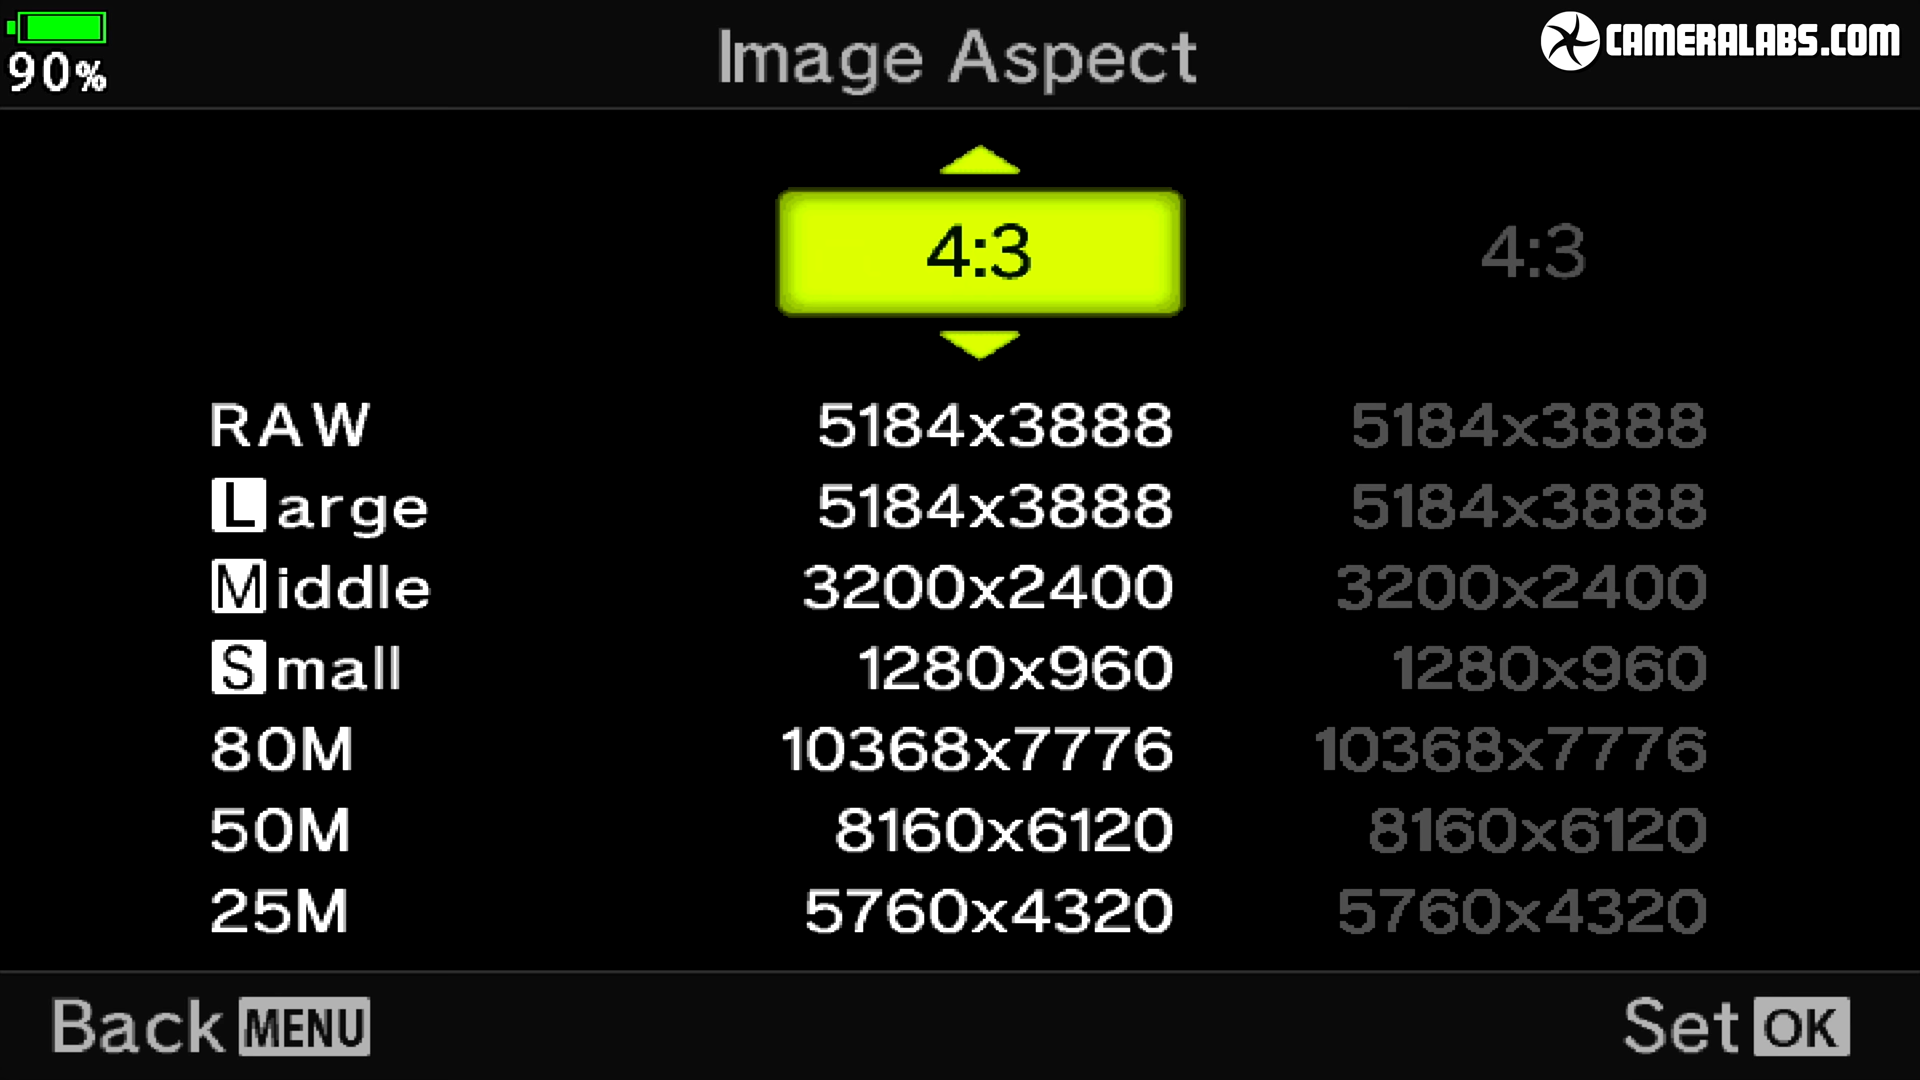 90%
Image Aspect
CAMERALABS.COM
4:3 4:3
RAW 5184x3888 5184x3888
Large 5184x3888 5184x3888
Middle 3200x2400 3200x2400
Small 1280x960 1280x960
80M 10368x7776 10368x7776
50M 8160x6120 8160x6120
25M 5760x4320 5760x4320
Back MENU
Set OK